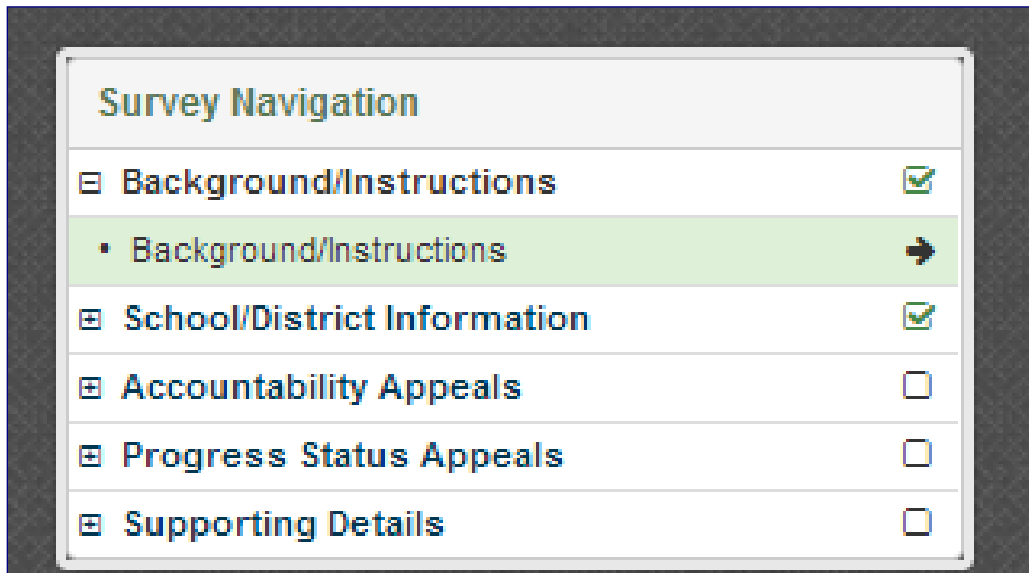 Survey Navigation
Background/Instructions
• Background/Instructions
School/District Information
Accountability Appeals
Progress Status Appeals
Supporting Details